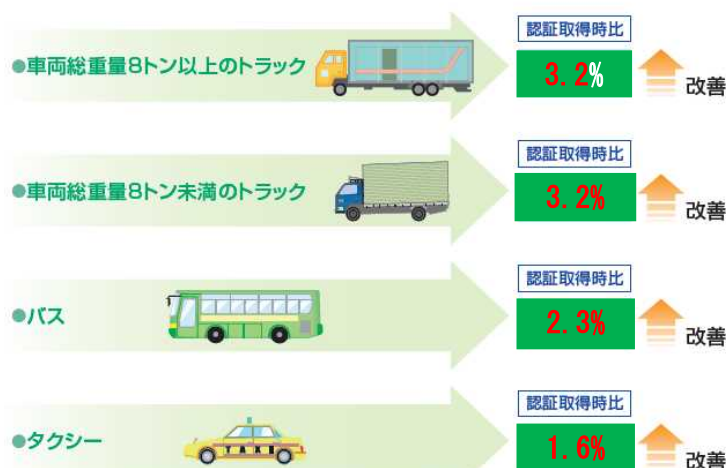 認証取得時比
●車両総重量8トン以上のトラック
3.2%
改善
認証取得時比
●車両総重量8トン未満のトラック
3.2%
改善
認証取得時比
●バス
2.3%
改善
認証取得時比
●タクシー
TAXI
1.6%
改善